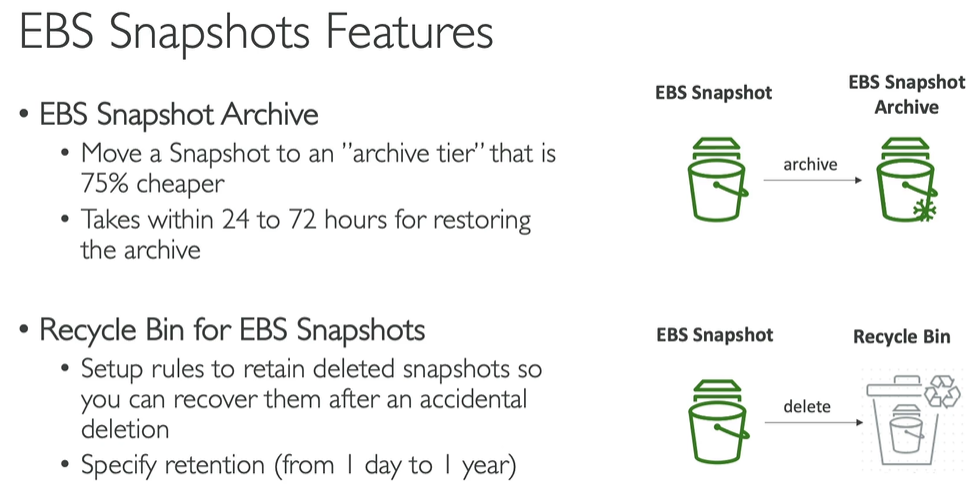 EBS Snapshots Features
• EBS Snapshot Archive
• Move a Snapshot to an "archive tier" that is
75% cheaper
• Takes within 24 to 72 hours for restoring
the archive
EBS Snapshot
EBS Snapshot
Archive
archive
• Recycle Bin for EBS Snapshots
• Setup rules to retain deleted snapshots so
you can recover them after an accidental
deletion
• Specify retention (from 1 day to 1 year)
EBS Snapshot
Recycle Bin
delete